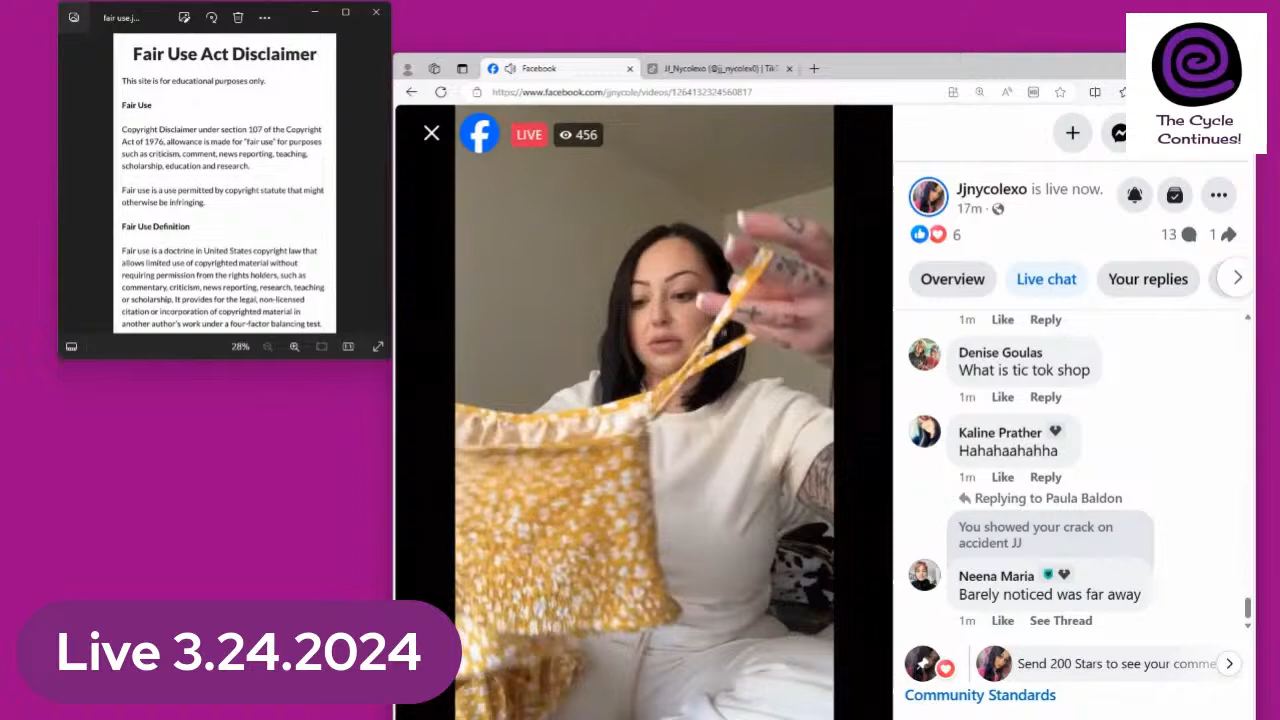 fair use.j...
Fair Use Act Disclaimer
This site is for educational purposes only.
Fair Use
Copyright Disclaimer under section 107 of the Copyright
Act of 1976, allowance is made for "fair use" for purposes
such as criticism, comment, news reporting, teaching,
scholarship, education and research.
Fair use is a use permitted by copyright statute that might
otherwise be infringing.
Fair Use Definition
Fair use is a doctrine in United States copyright law that
allows limited use of copyrighted material without
requiring permission from the rights holders, such as
commentary, criticism, news reporting, research, teaching
or scholarship. It provides for the legal, non-licensed
citation or incorporation of copyrighted material in
another author's work under a four-factor balancing test.
28%
Facebook
JJ_Nycolexo (@jj_nycolex0) | Tik
https://www.facebook.com/jjnycole/videos/1264132324560817
The Cycle
Continues!
LIVE
456
Jjnycolexo is live now.
17m
6
13
1
Overview
Live chat
Your replies
1m Like Reply
Denise Goulas
What is tic tok shop
1m Like Reply
Kaline Prather
Hahahaahahha
1m Like Reply
Replying to Paula Baldon
You showed your crack on
accident JJ
Neena Maria
Barely noticed was far away
1m Like See Thread
Send 200 Stars to see your comme
Community Standards
Live 3.24.2024